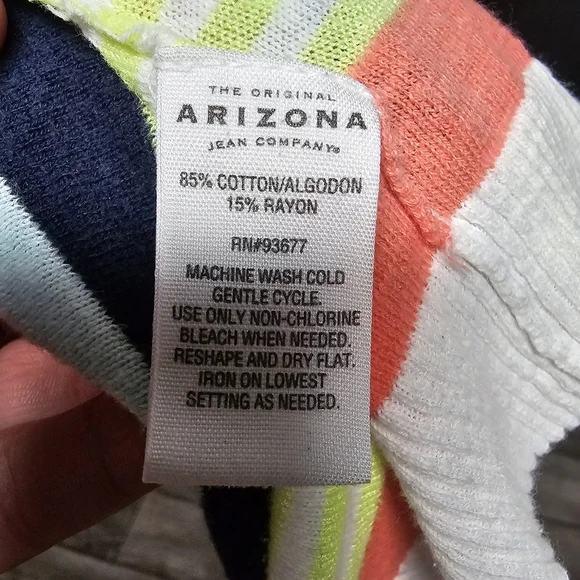 THE ORIGINAL
ARIZONA
JEAN COMPANY®
85% COTTON/ALGODON
15% RAYON
RN#93677
MACHINE WASH COLD
GENTLE CYCLE.
USE ONLY NON-CHLORINE
BLEACH WHEN NEEDED.
RESHAPE AND DRY FLAT.
IRON ON LOWEST
SETTING AS NEEDED.